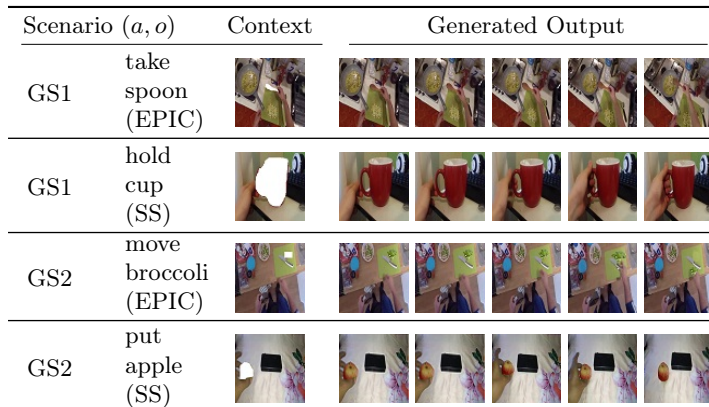 Scenario (a, o) Context Generated Output
GS1 take spoon (EPIC)
GS1 hold cup (SS)
GS2 move broccoli (EPIC)
GS2 put apple (SS)